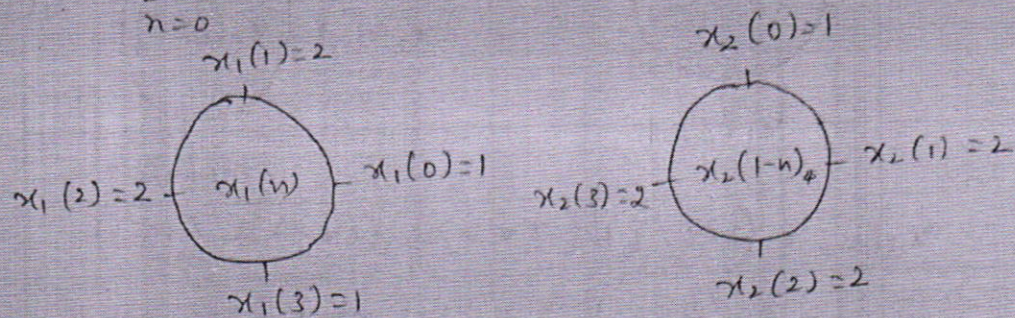 n=0
x₁(1)=2
x₁(2)=2
x₁(n)
x₁(0)=1
x₁(3)=1
x₂(0)=1
x₂(3)=2
x₂(1-n)₄
x₂(1)=2
x₂(2)=2